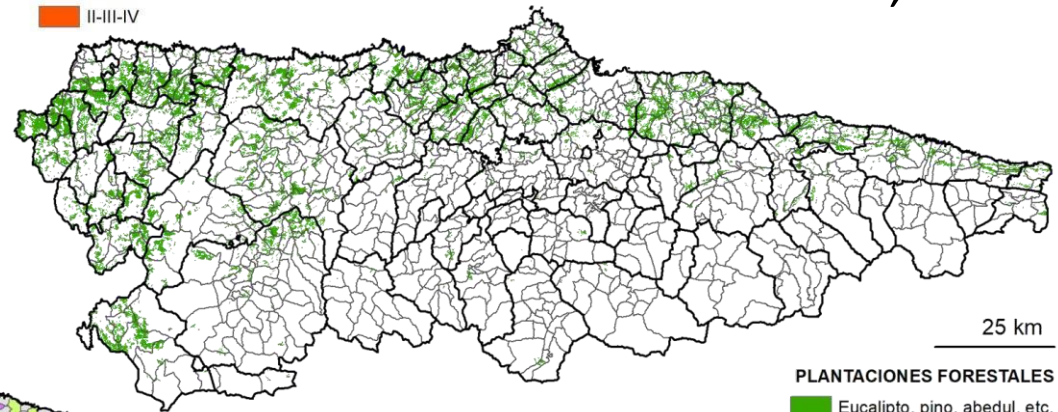 II-III-IV
25 km
PLANTACIONES FORESTALES
Eucalipto, pino, abedul, etc.